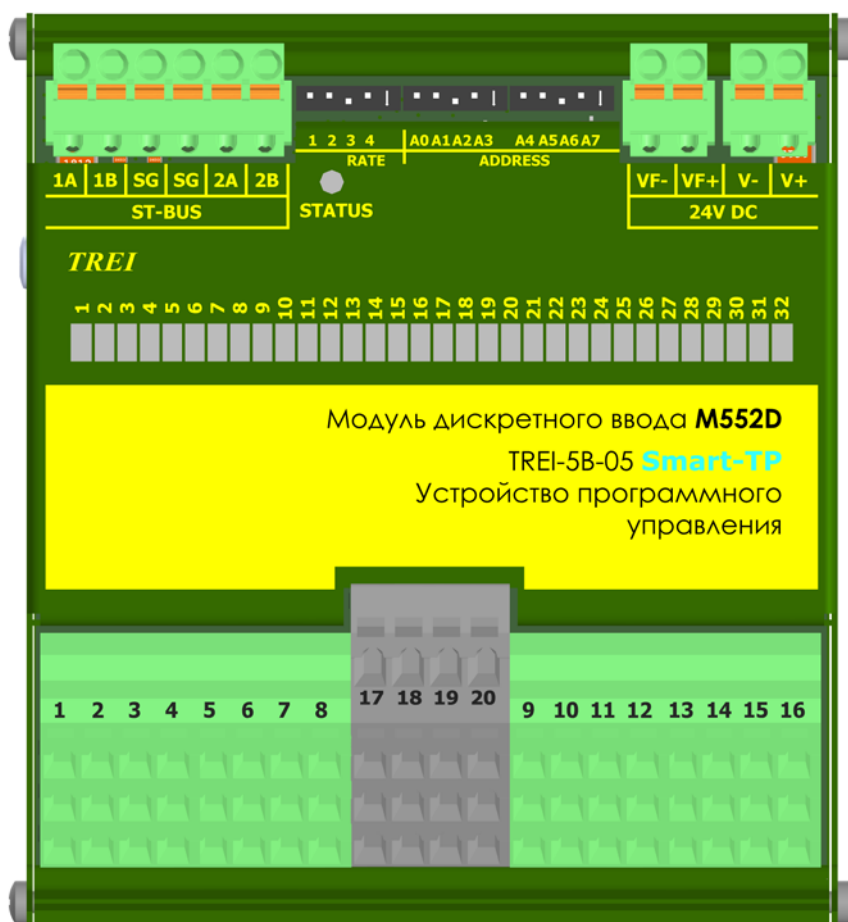 1 2 3 4 A0 A1 A2 A3 A4 A5 A6 A7
RATE ADDRESS
1A 1B SG SG 2A 2B
ST-BUS
STATUS
VF- VF+ V- V+
24V DC
TREI
1 2 3 4 5 6 7 8 9 10 11 12 13 14 15 16 17 18 19 20 21 22 23 24 25 26 27 28 29 30 31 32
Модуль дискретного ввода M552D
TREI-5B-05 Smart-TP
Устройство программного
управления
1 2 3 4 5 6 7 8 17 18 19 20 9 10 11 12 13 14 15 16